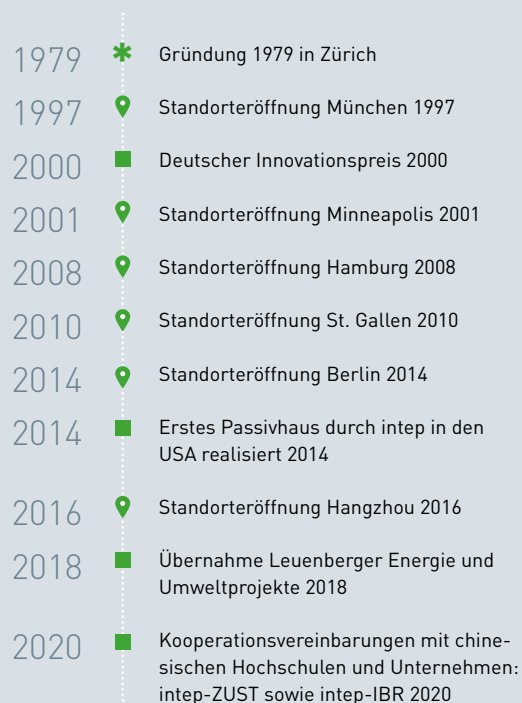 1979 Gründung 1979 in Zürich
1997 Standorteröffnung München 1997
2000 Deutscher Innovationspreis 2000
2001 Standorteröffnung Minneapolis 2001
2008 Standorteröffnung Hamburg 2008
2010 Standorteröffnung St. Gallen 2010
2014 Standorteröffnung Berlin 2014
2014 Erstes Passivhaus durch intep in den
USA realisiert 2014
2016 Standorteröffnung Hangzhou 2016
2018 Übernahme Leuenberger Energie und
Umweltprojekte 2018
2020 Kooperationsvereinbarungen mit chine-
sischen Hochschulen und Unternehmen:
intep-ZUST sowie intep-IBR 2020